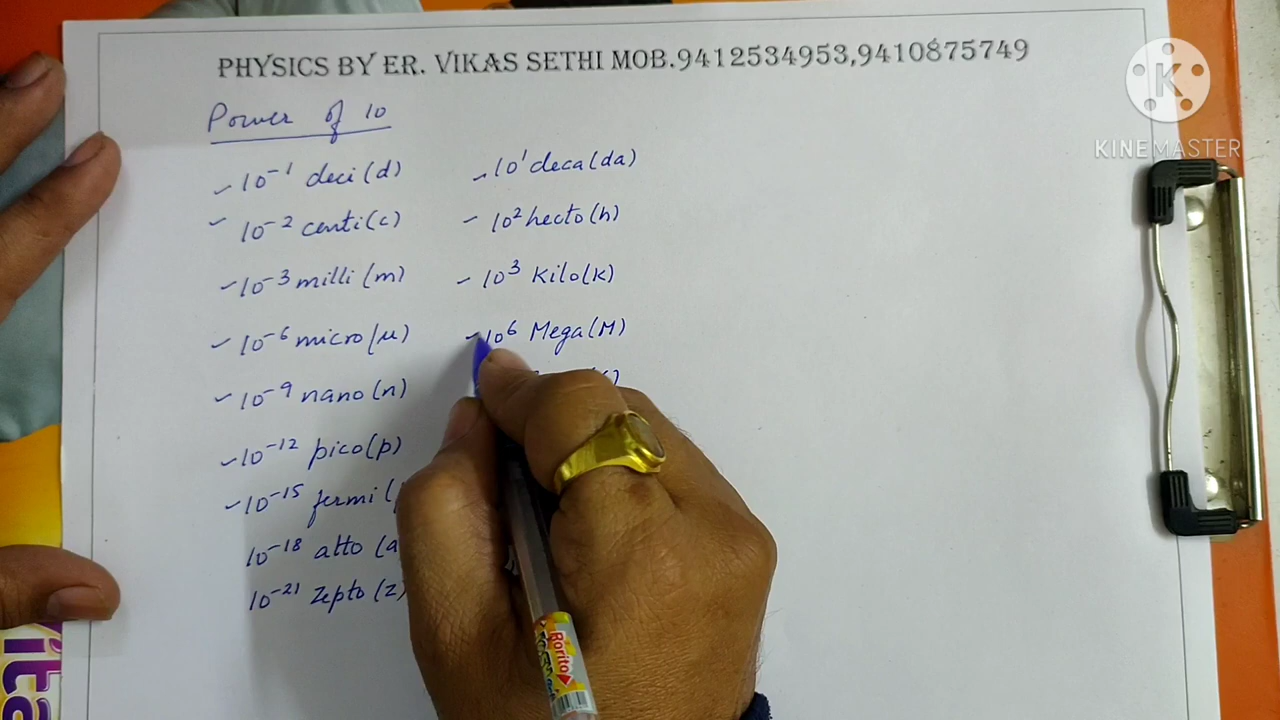 PHYSICS BY ER. VIKAS SETHI MOB.9412534953,9410875749
K
KINEMASTER
Power of 10
10⁻¹ deci(d)
10⁻² centi(c)
10⁻³ milli(m)
10⁻⁶ micro(μ)
10⁻⁹ nano(n)
10⁻¹² pico(p)
10⁻¹⁵ fermi(
10⁻¹⁸ atto(a
10⁻²¹ Zepto(z)
10¹ deca(da)
10² hecto(h)
10³ Kilo(K)
10⁶ Mega(M)
Rorito
ita